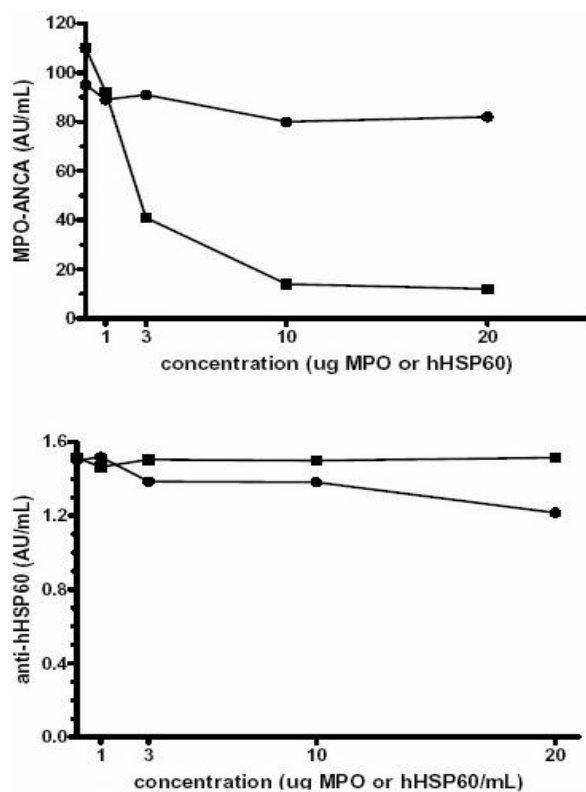 120
100
80
60
40
20
0
MPO-ANCA (AU/mL)
1 3 10 20
concentration (ug MPO or hHSP60)
1.6
1.2
0.8
0.4
0.0
anti-hHSP60 (AU/mL)
1 3 10 20
concentration (ug MPO or hHSP60/mL)